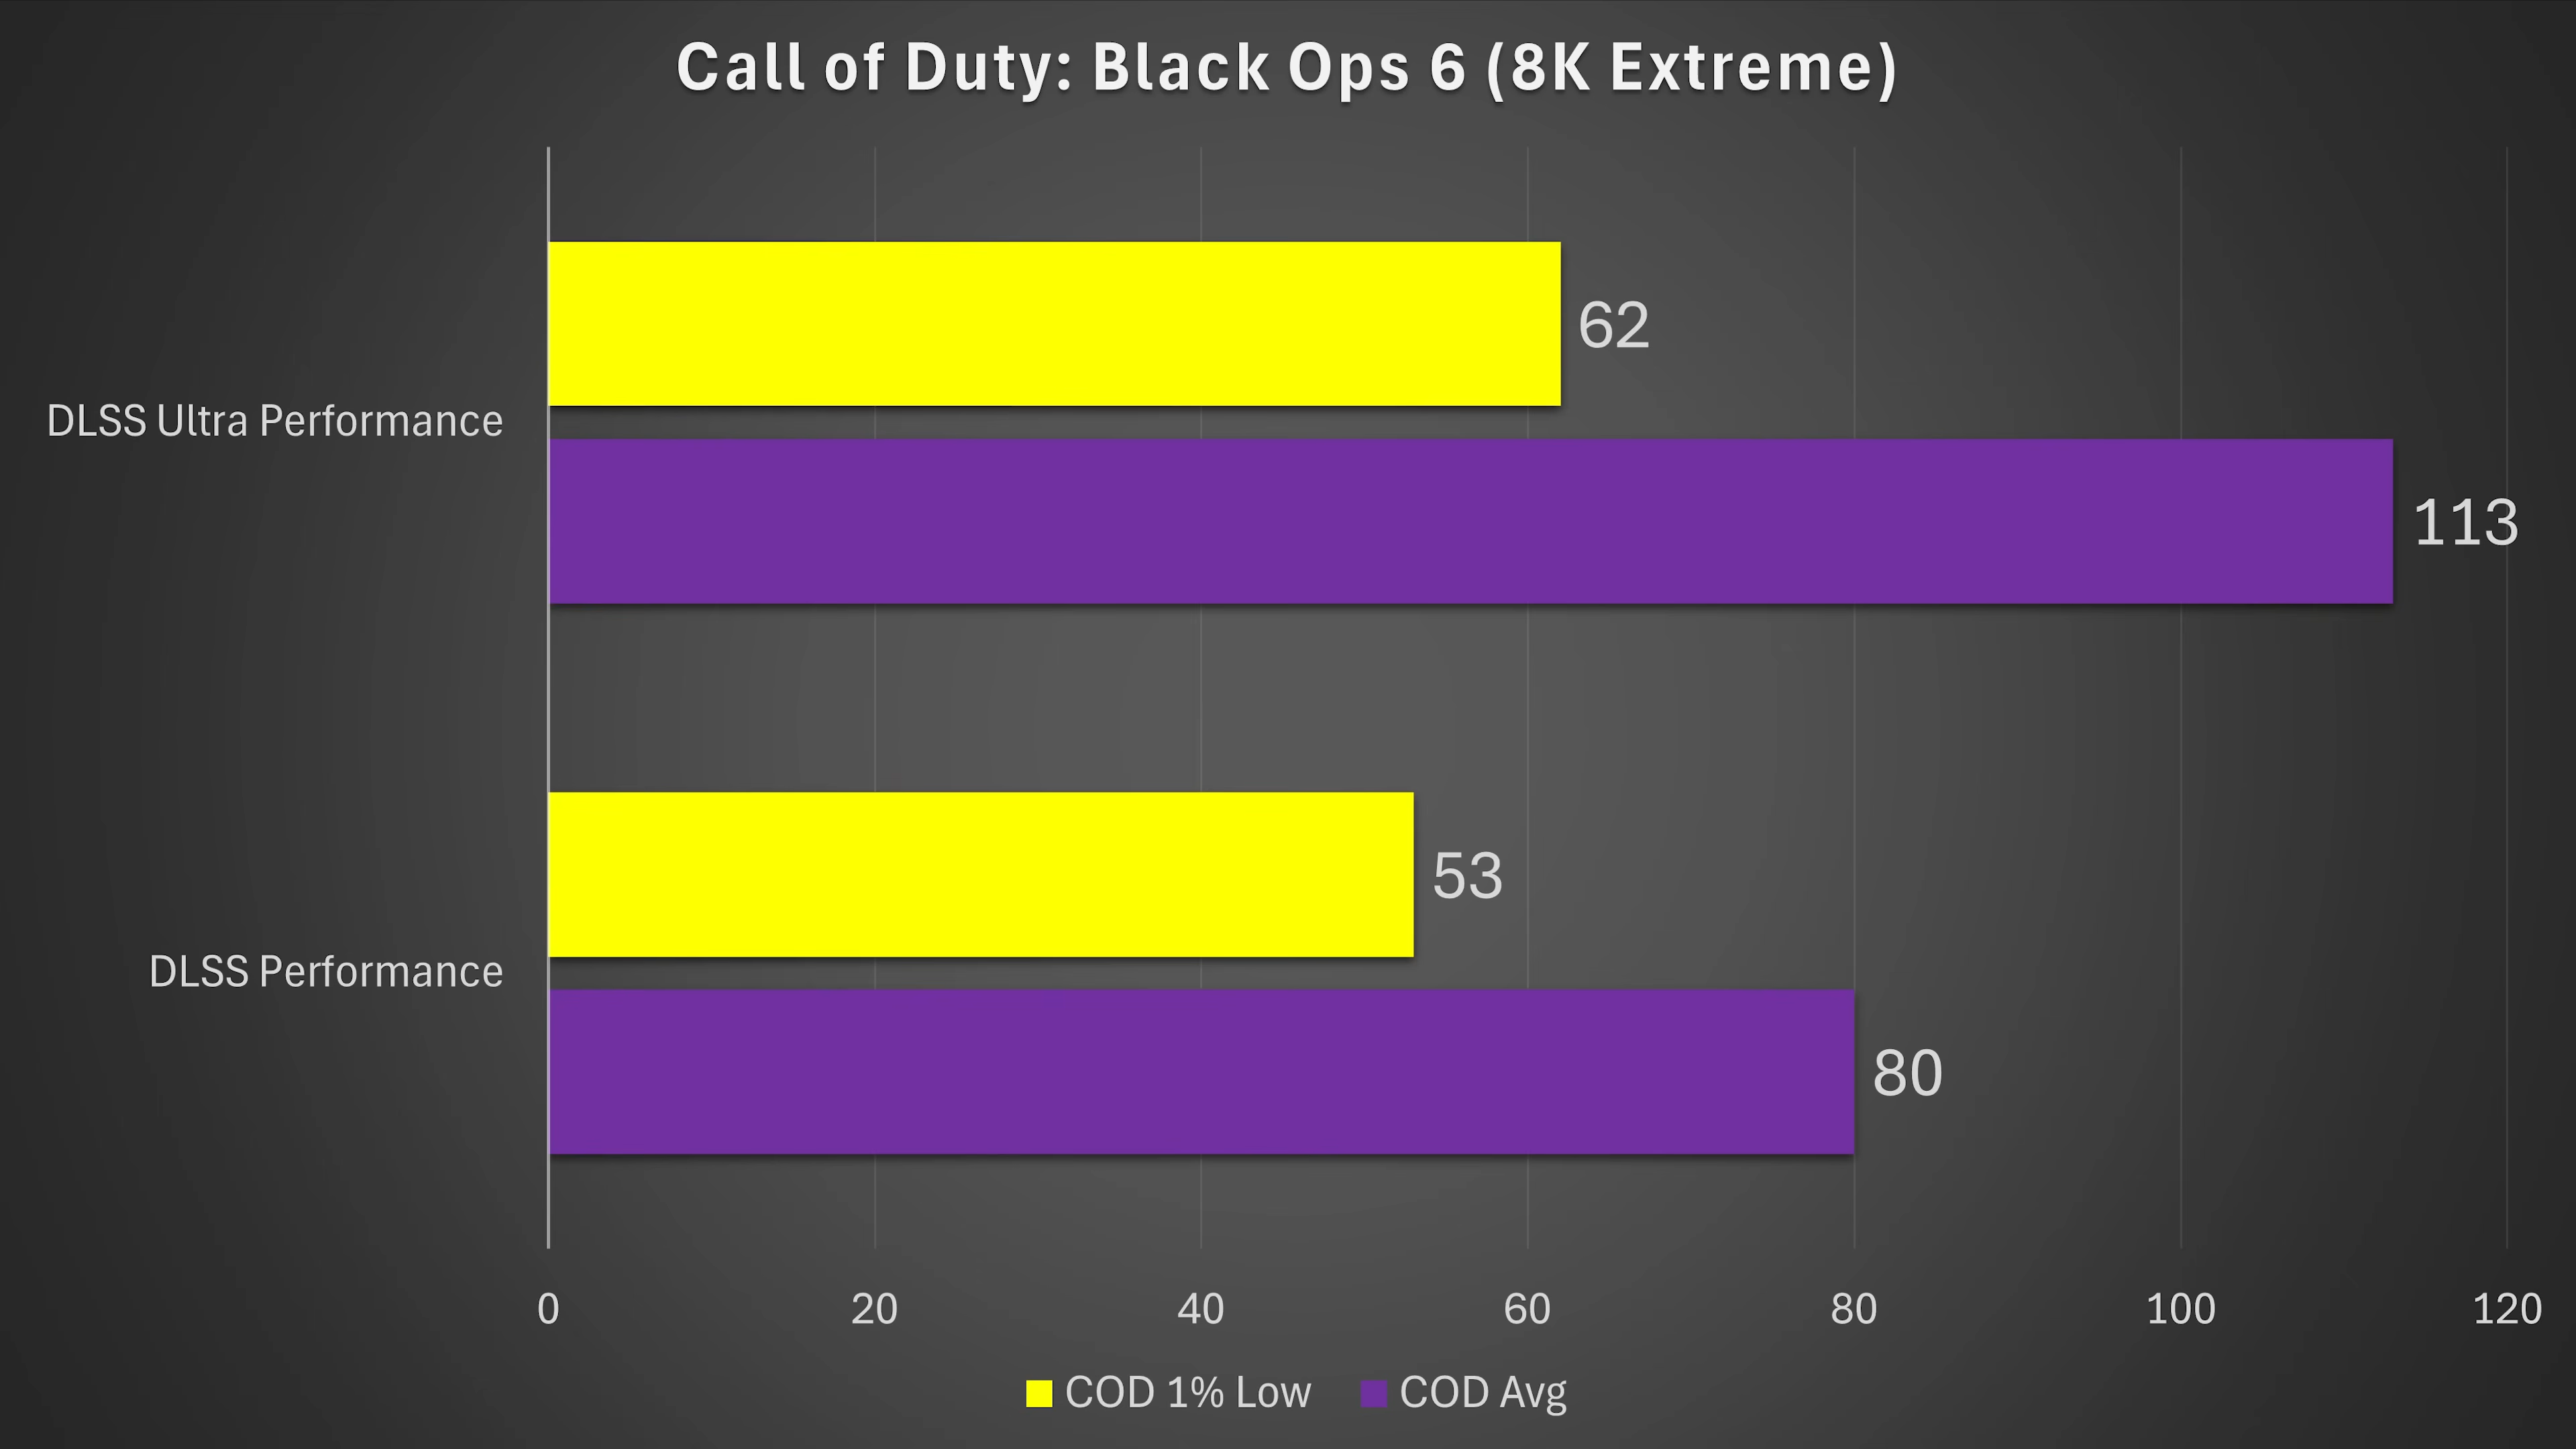 Call of Duty: Black Ops 6 (8K Extreme)
62
DLSS Ultra Performance
113
53
DLSS Performance
80
0 20 40 60 80 100 120
COD 1% Low COD Avg